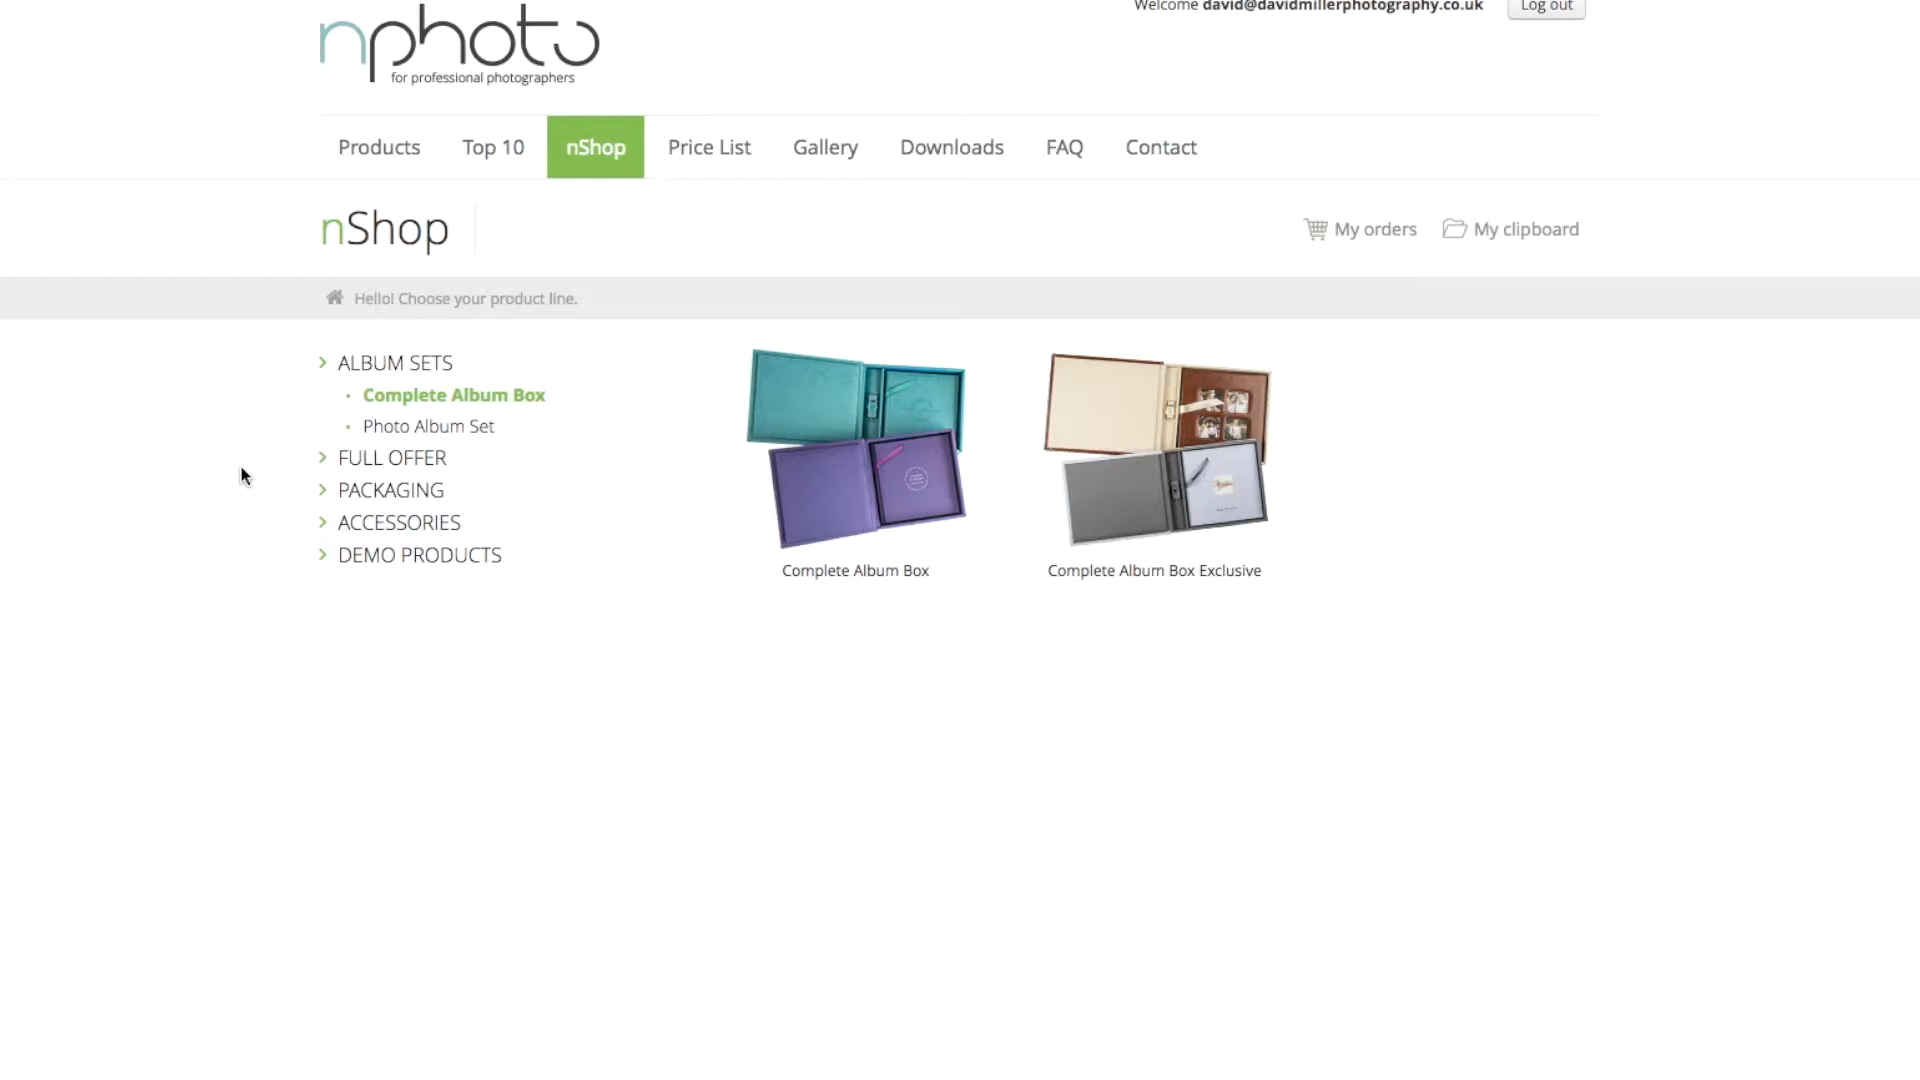 Welcome david@davidmillerphotography.co.uk
Log out
nphoto
for professional photographers
Products Top 10 nShop Price List Gallery Downloads FAQ Contact
nShop
My orders My clipboard
Hello! Choose your product line.
ALBUM SETS
Complete Album Box
Photo Album Set
FULL OFFER
PACKAGING
ACCESSORIES
DEMO PRODUCTS
Complete Album Box
Complete Album Box Exclusive